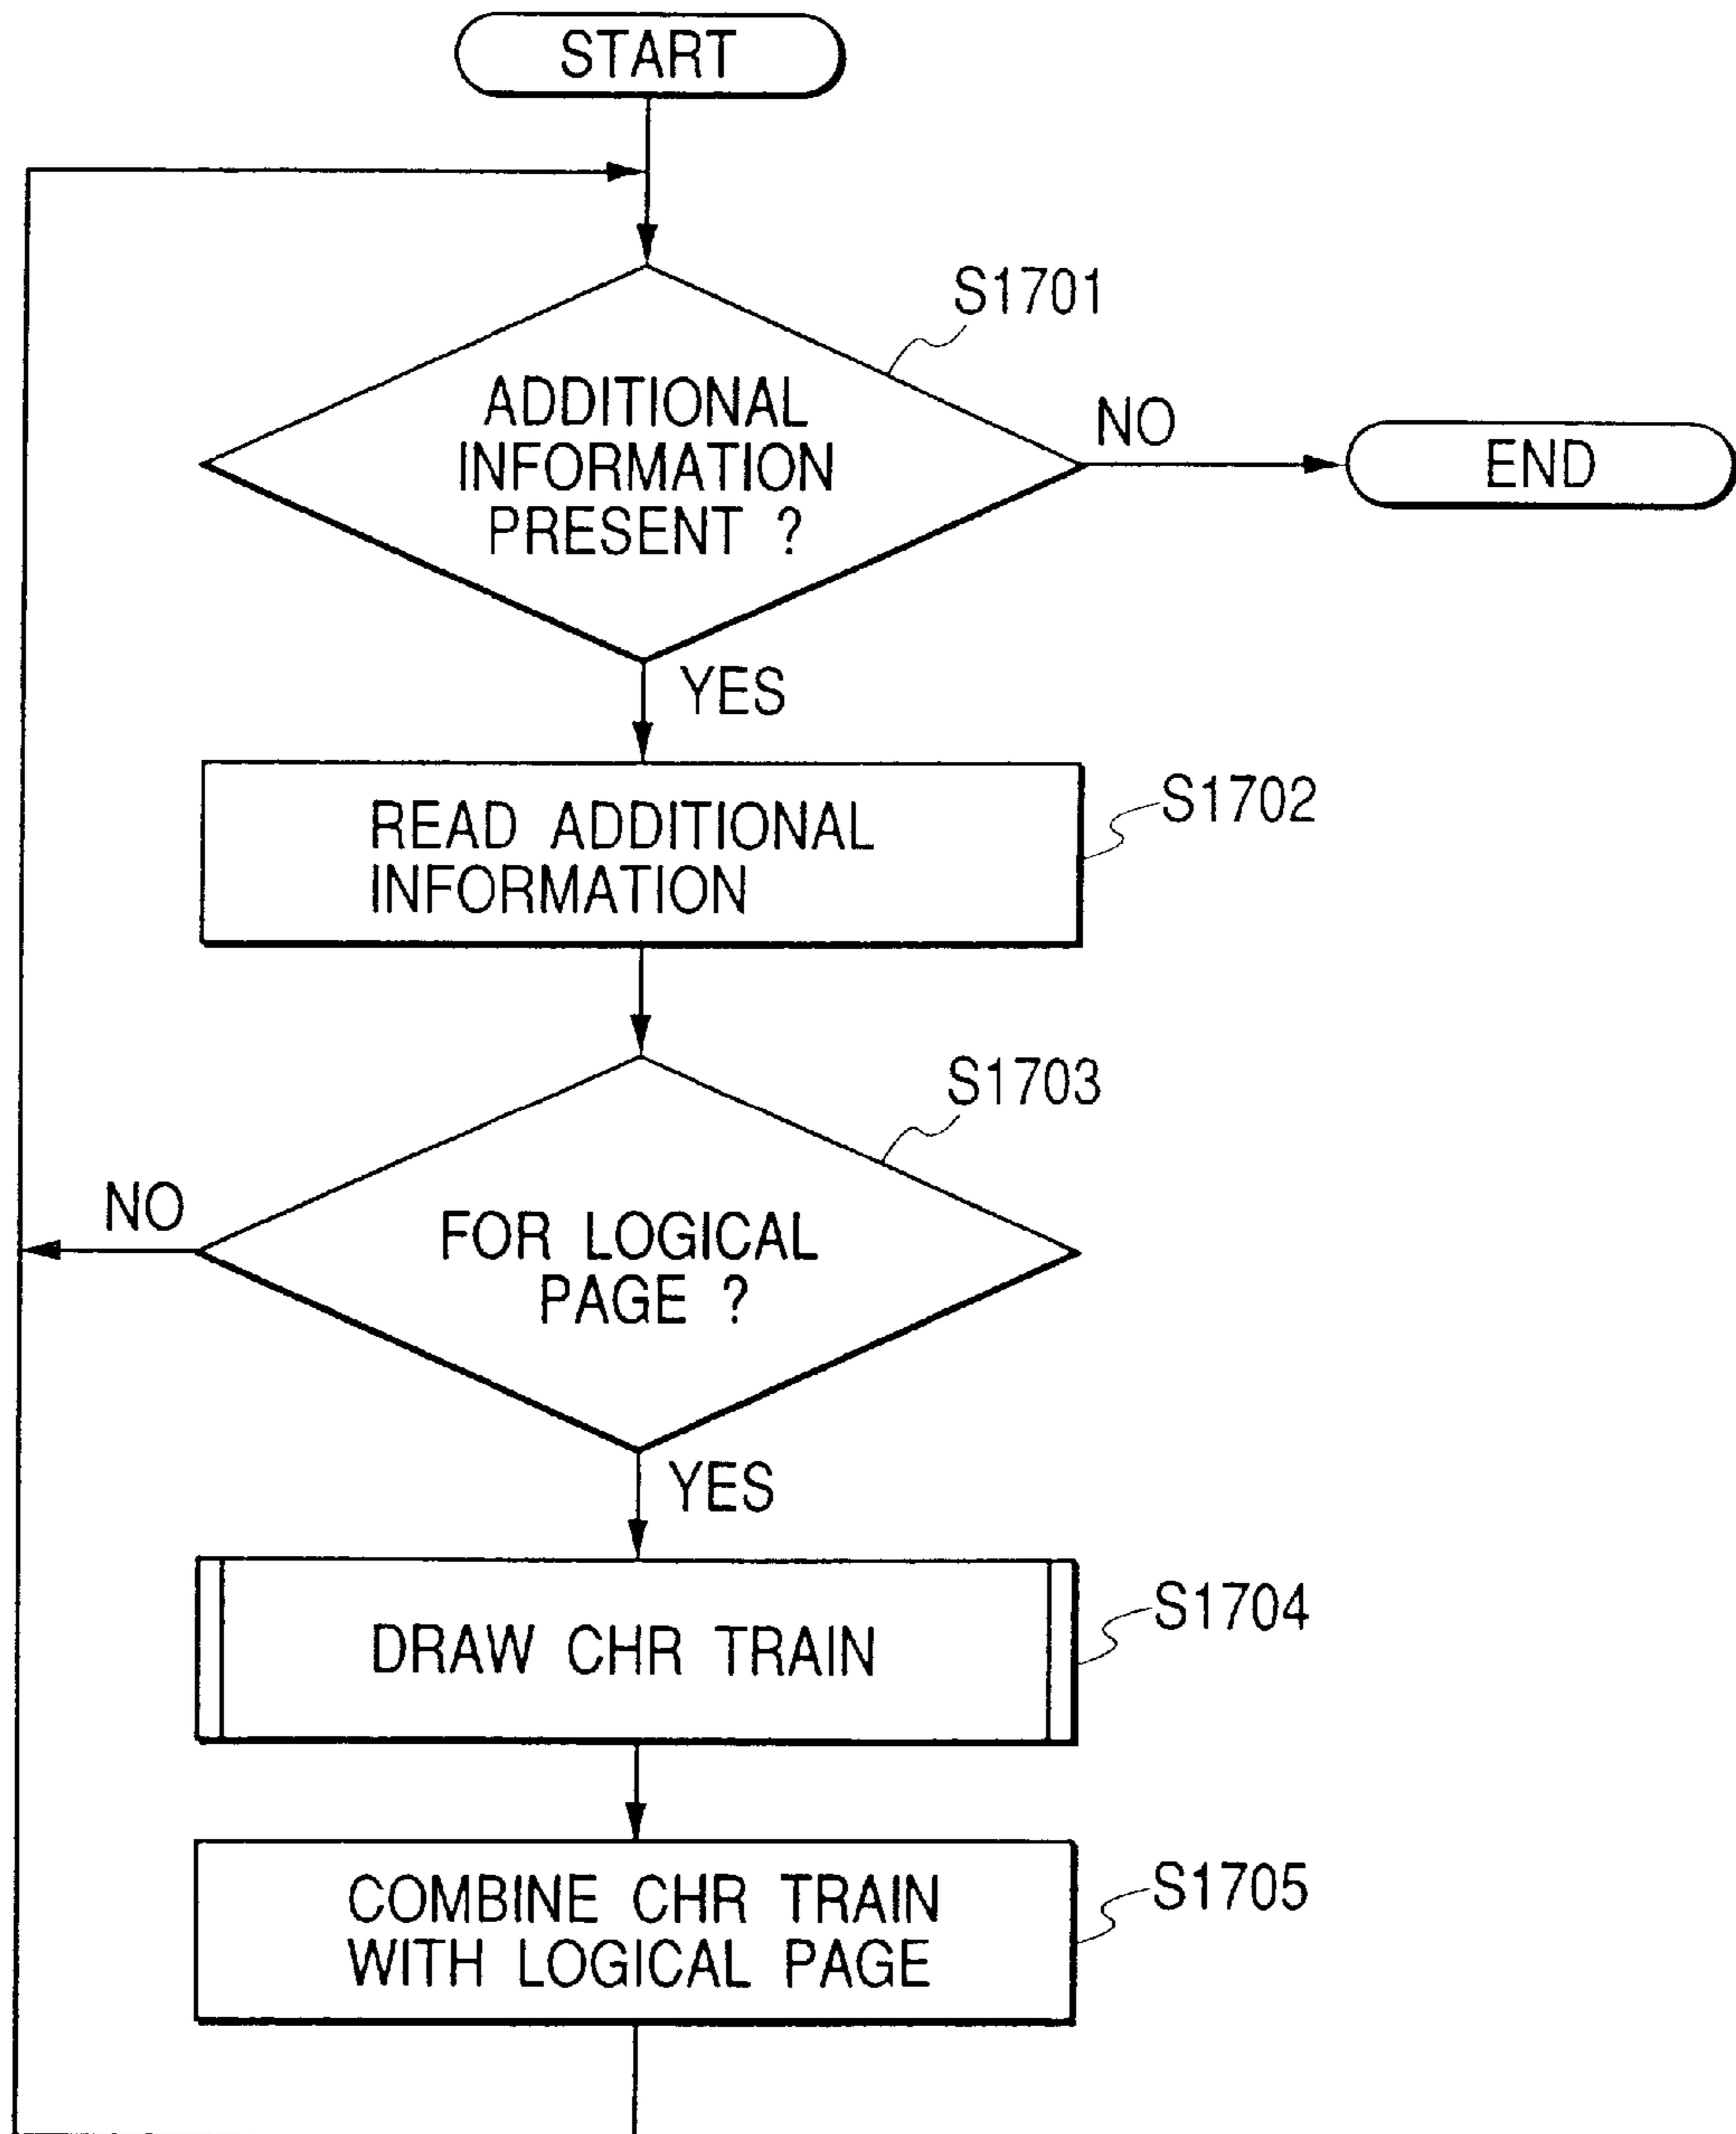 START
S1701
ADDITIONAL
INFORMATION
PRESENT ?
NO
END
YES
READ ADDITIONAL
INFORMATION
S1702
S1703
NO
FOR LOGICAL
PAGE ?
YES
DRAW CHR TRAIN
S1704
COMBINE CHR TRAIN
WITH LOGICAL PAGE
S1705